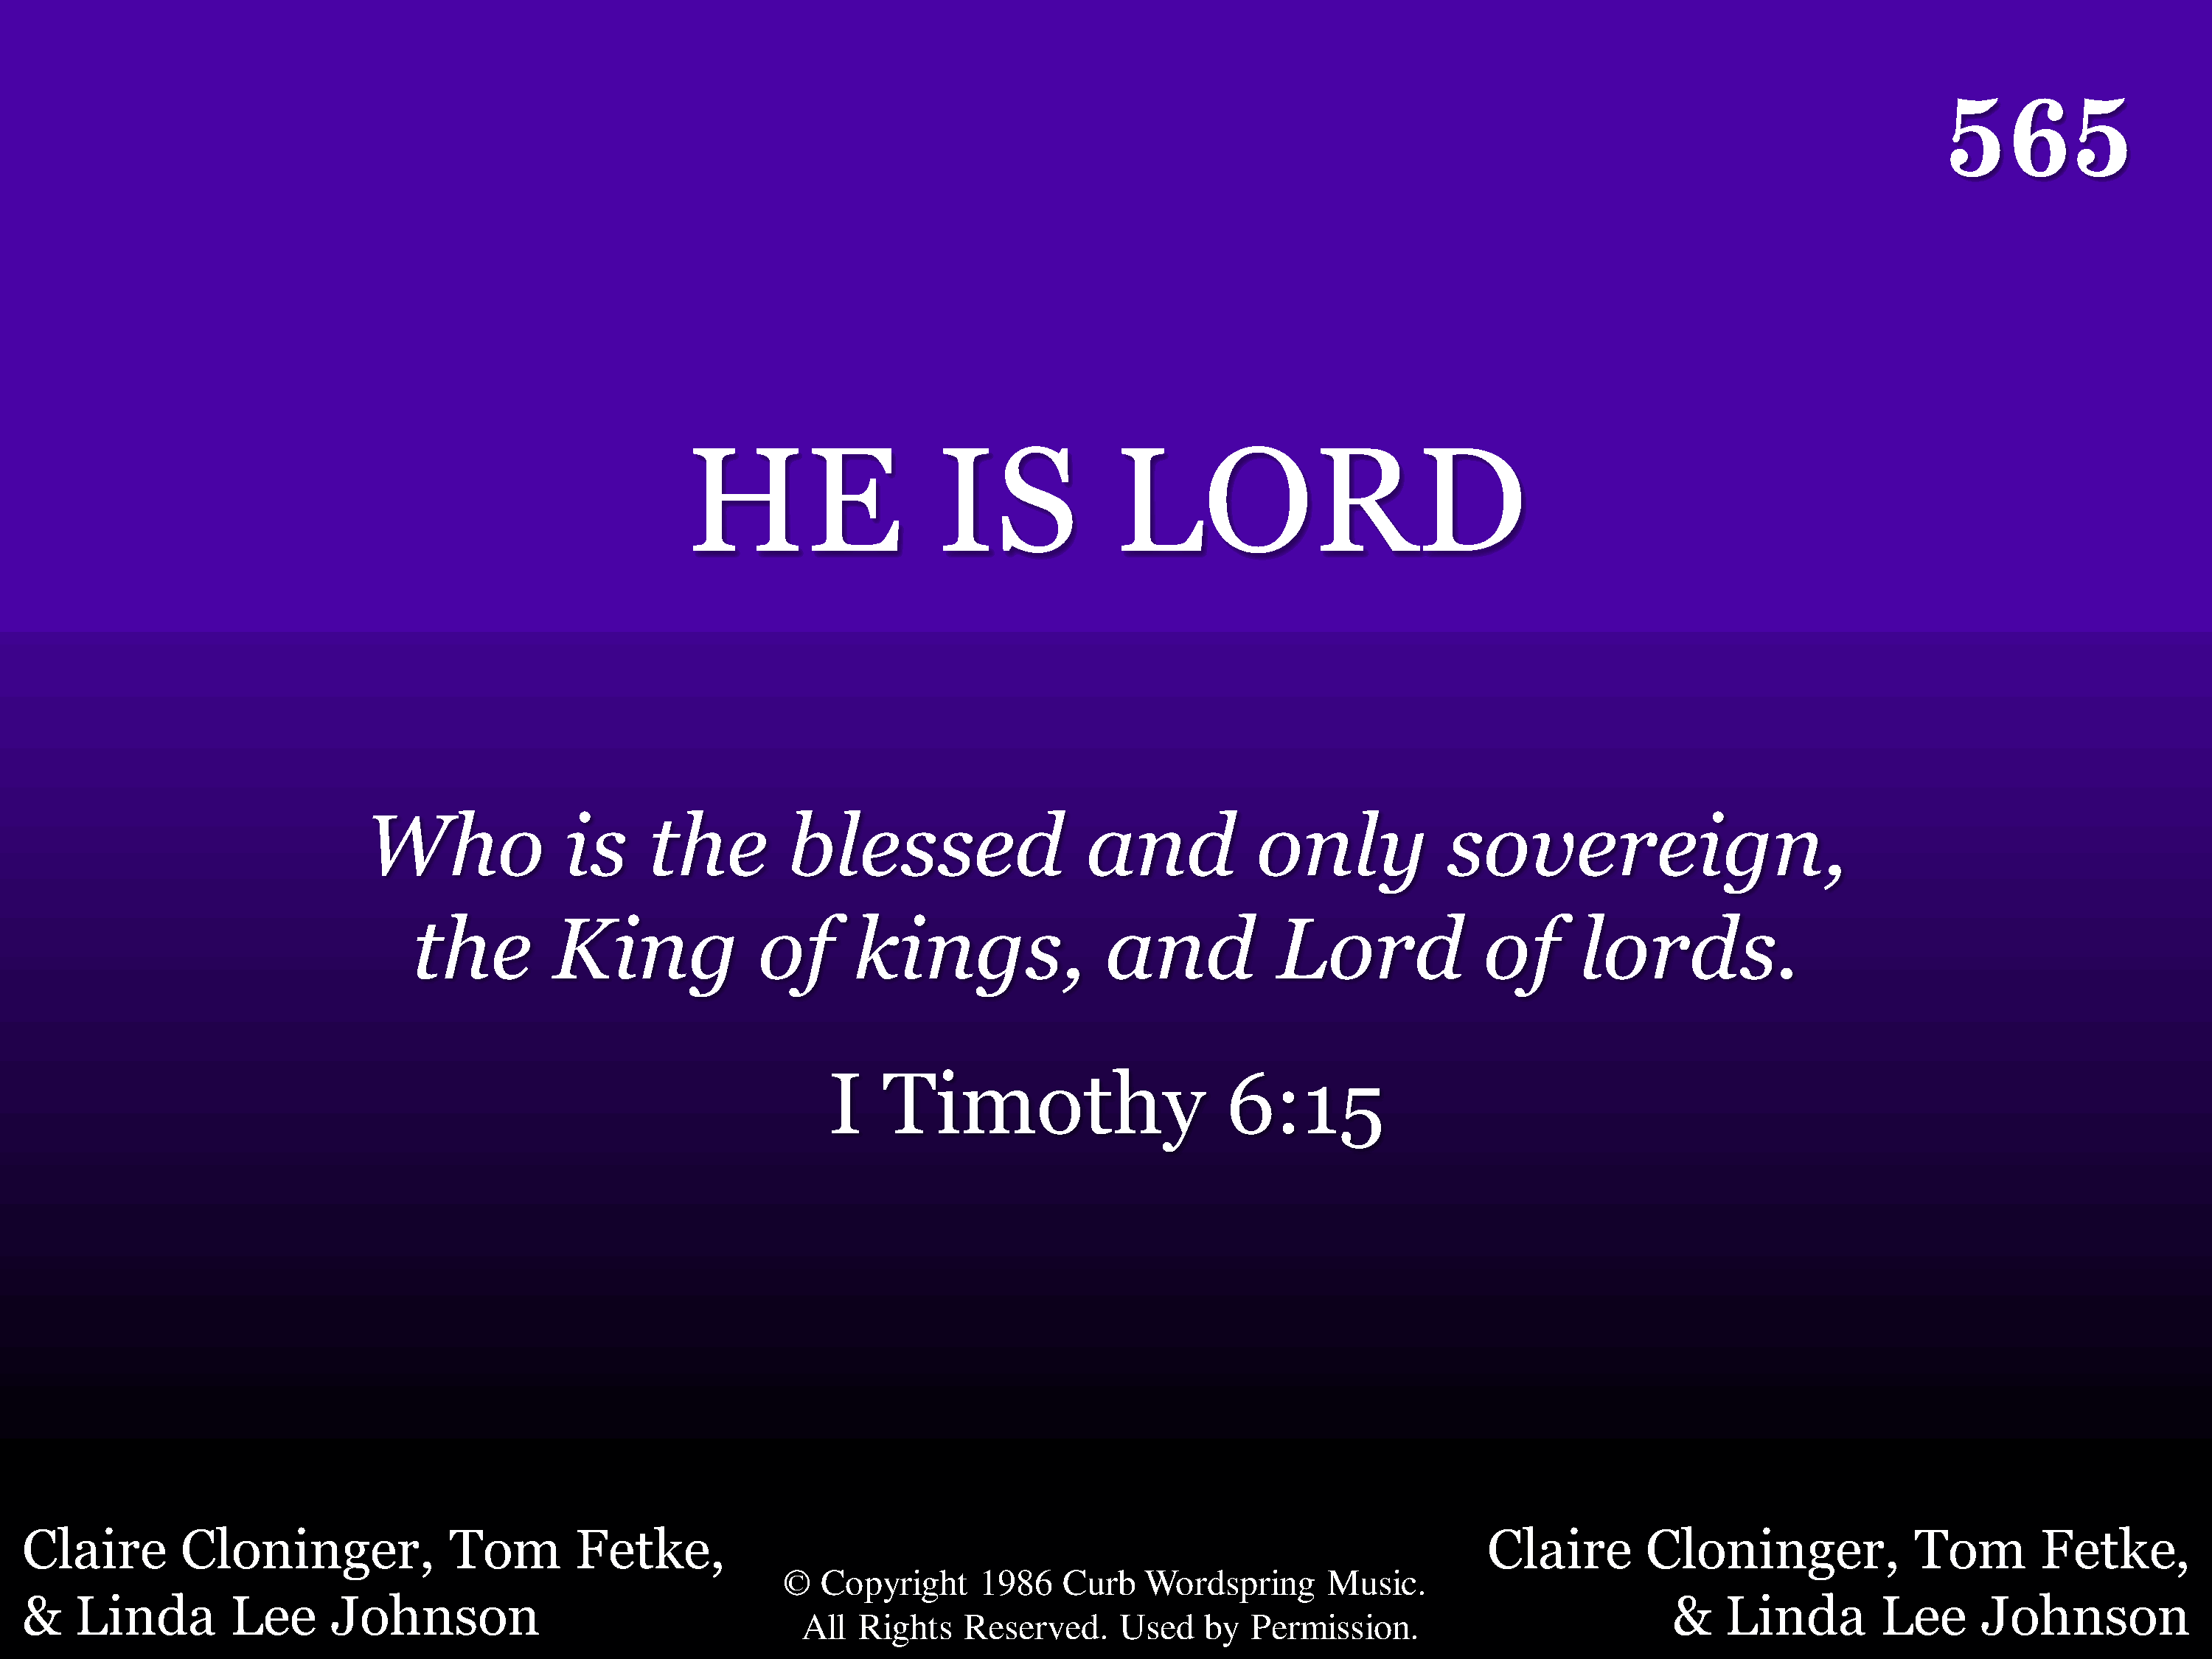 565
HE IS LORD
Who is the blessed and only sovereign,
the King of kings, and Lord of lords.
I Timothy 6:15
Claire Cloninger, Tom Fetke,
& Linda Lee Johnson
© Copyright 1986 Curb Wordspring Music.
All Rights Reserved. Used by Permission.
Claire Cloninger, Tom Fetke,
& Linda Lee Johnson